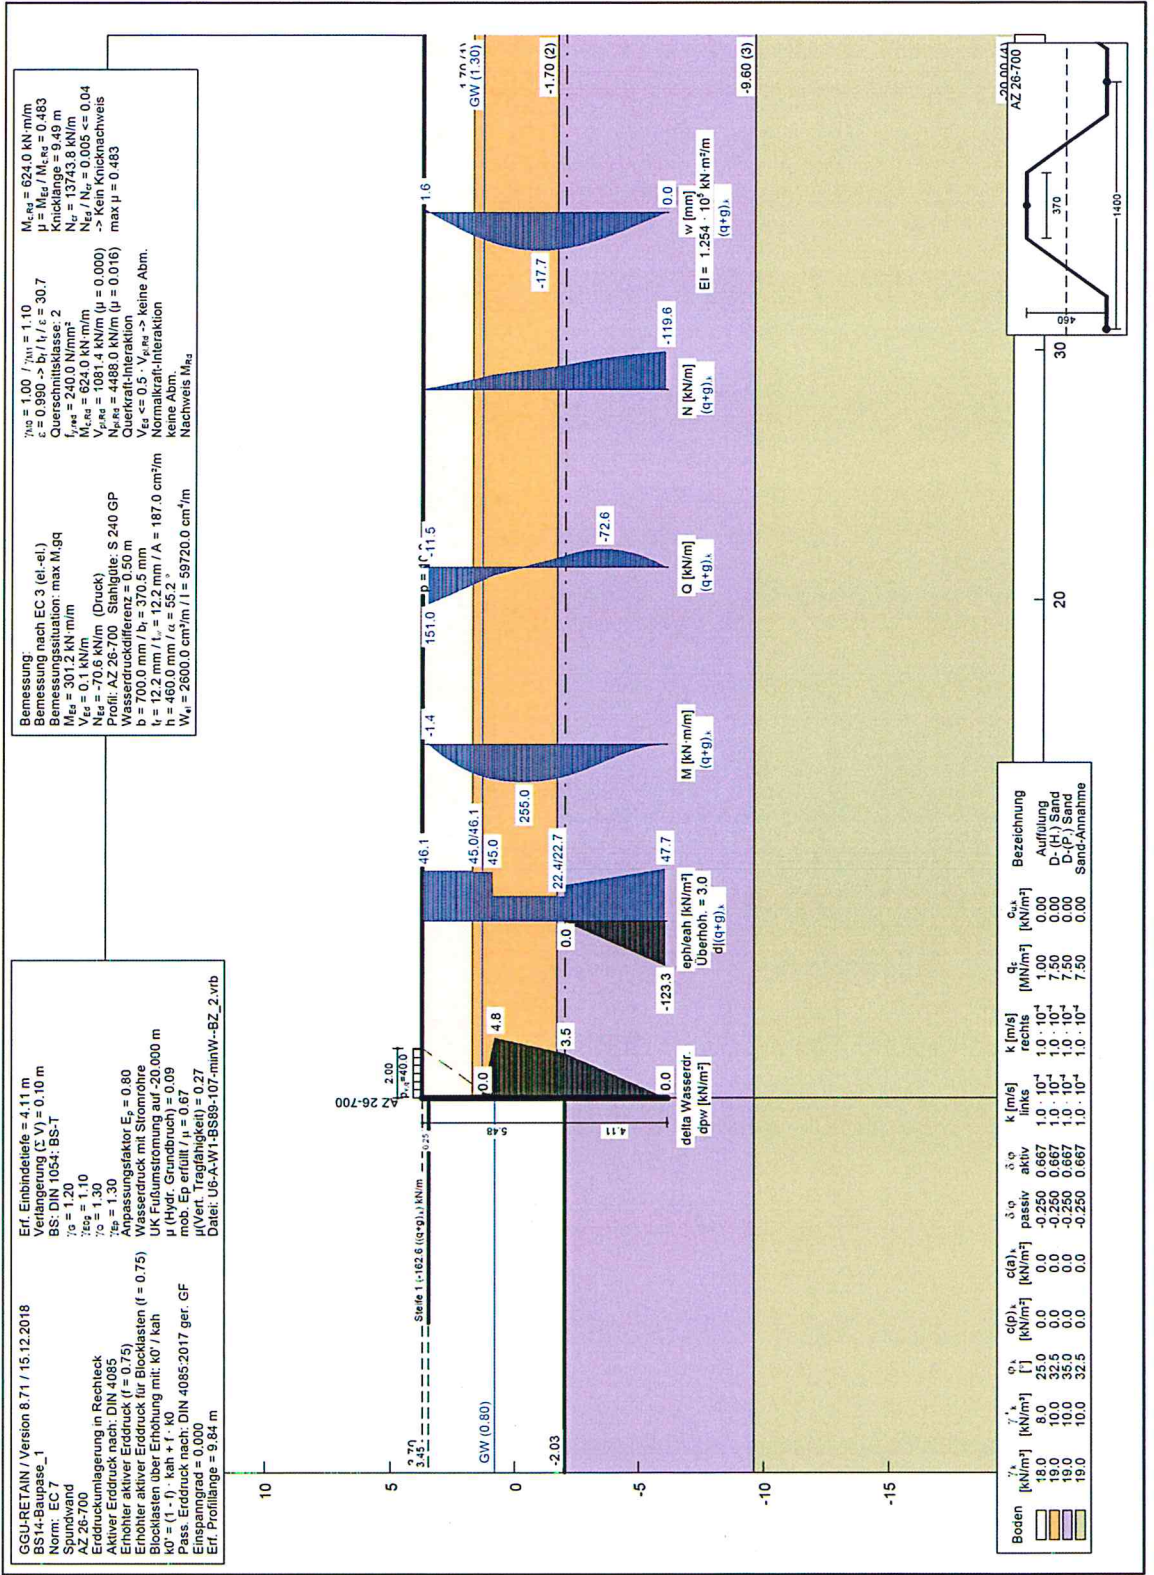 GGU-RETAIN / Version 8.71 / 15.12.2018
BS14-Baupase_1
Norm: EC 7
Spundwand
AZ 26-700
Erddruckumlagerung in Rechteck
Aktiver Erddruck nach: DIN 4085
Erhöhter aktiver Erddruck (f = 0.75)
Erhöhter aktiver Erddruck für Blocklasten (f = 0.75)
Blocklasten über Erhöhung mit: k0' / kah
k0' = (1 - f) · kah + f · k0
Pass. Erddruck nach: DIN 4085:2017 ger. GF
Einspanngrad = 0.000
Erf. Profillänge = 9.84 m
Erf. Einbindetiefe = 4.11 m
Verlängerung (Σ V) = 0.10 m
BS: DIN 1054: BS-T
γG = 1.20
γE0g = 1.10
γQ = 1.30
γEp = 1.30
Anpassungsfaktor Ep = 0.80
Wasserdruck mit Stromröhre
UK Fußumströmung auf -20.000 m
μ (Hydr. Grundbruch) = 0.09
mob. Ep erfüllt / μ = 0.67
μ(Vert. Tragfähigkeit) = 0.27
Datei: U6-A-W1-BS89-107-minW--BZ_2.vrb
Bemessung:
Bemessung nach EC 3 (el.-el.)
Bemessungssituation: max M,gq
MEd = 301.2 kN·m/m
VEd = 0.1 kN/m
NEd = -70.6 kN/m (Druck)
Profil: AZ 26-700 Stahlgüte: S 240 GP
Wasserdruckdifferenz = 0.50 m
b = 700.0 mm / bf = 370.5 mm
tf = 12.2 mm / tw = 12.2 mm / A = 187.0 cm²/m
h = 460.0 mm / α = 55.2 °
Wel = 2600.0 cm³/m / I = 59720.0 cm⁴/m
γM0 = 1.00 / γM1 = 1.10
ε = 0.990 -> bf / tf / ε = 30.7
Querschnittsklasse: 2
fy,red = 240.0 N/mm²
Mc,Rd = 624.0 kN·m/m
Vpl,Rd = 1081.4 kN/m (μ = 0.000)
Npl,Rd = 4488.0 kN/m (μ = 0.016)
Querkraft-Interaktion
VEd <= 0.5 · Vpl,Rd -> keine Abm.
Normalkraft-Interaktion
keine Abm.
Nachweis MRd
Mc,Rd = 624.0 kN·m/m
μ = MEd / Mc,Rd = 0.483
Knicklänge = 9.49 m
Ncr = 13743.8 kN/m
NEd / Ncr = 0.005 <= 0.04
-> Kein Knicknachweis
max μ = 0.483
10
5
0
-5
-10
-15
3.45
GW (0.80)
-2.03
Steife 1 (-162.6 ((q+g)k) kN/m
0.25
5.48
4.11
AZ 26-700
2.00
0.0
4.8
3.5
0.0
delta Wasserdr.
dpw [kN/m²]
46.1
45.0/46.1
45.0
22.4/22.7
0.0
47.7
-123.3
eph/eah [kN/m²]
Überhöh. = 3.0
d|(q+g)k
-1.4
255.0
M [kN·m/m]
(q+g)k
151.0
-11.5
-72.6
Q [kN/m]
(q+g)k
-119.6
N [kN/m]
(q+g)k
1.6
-17.7
0.0
w [mm]
EI = 1.254 · 10⁵ kN·m²/m
(q+g)k
GW (1.30)
-1.70 (2)
-9.60 (3)
20
30
AZ 26-700
370
460
1400
Boden γk [kN/m³] γ'k [kN/m³] φk [°] c(p)k [kN/m²] c(a)k [kN/m²] δ/φ passiv δ/φ aktiv k [m/s] links k [m/s] rechts qc [MN/m²] cu,k [kN/m²] Bezeichnung
18.0 8.0 25.0 0.0 0.0 -0.250 0.667 1.0 · 10⁻⁴ 1.0 · 10⁻⁴ 1.00 0.00 Auffüllung
19.0 10.0 32.5 0.0 0.0 -0.250 0.667 1.0 · 10⁻⁴ 1.0 · 10⁻⁴ 7.50 0.00 D- (H.) Sand
19.0 10.0 35.0 0.0 0.0 -0.250 0.667 1.0 · 10⁻⁴ 1.0 · 10⁻⁴ 7.50 0.00 D-(P.) Sand
19.0 10.0 32.5 0.0 0.0 -0.250 0.667 1.0 · 10⁻⁴ 1.0 · 10⁻⁴ 7.50 0.00 Sand-Annahme